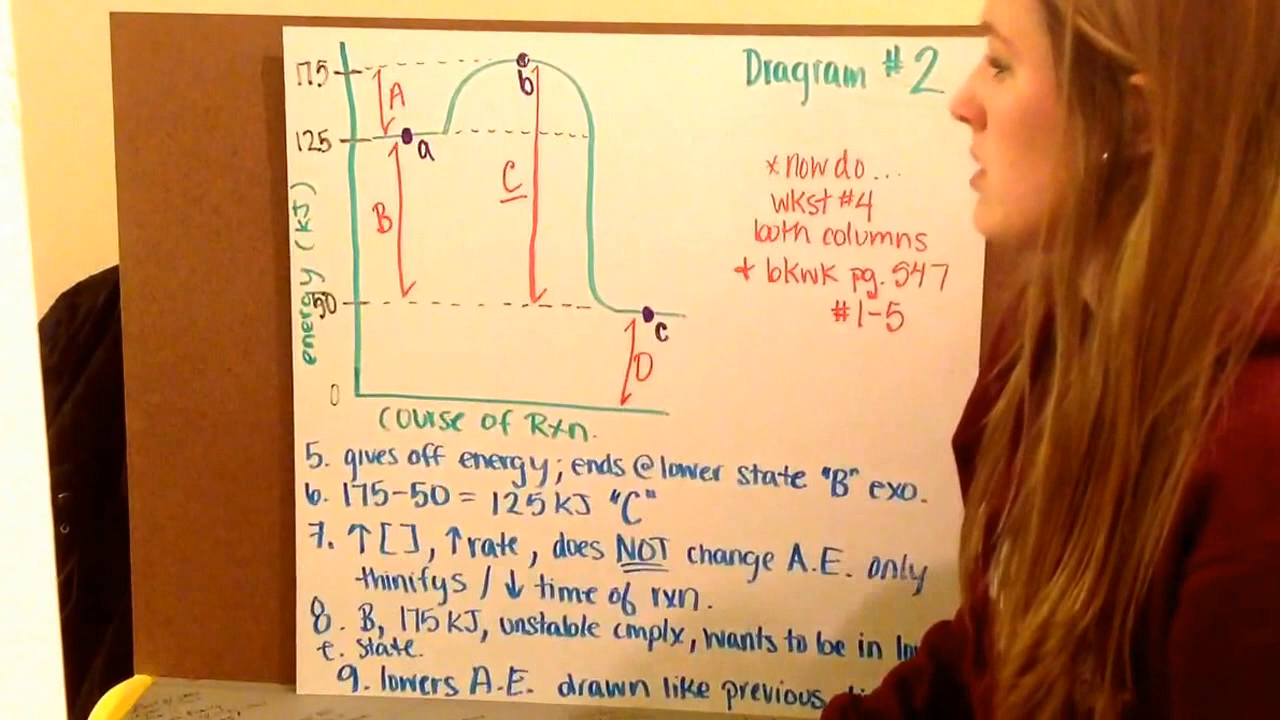 Diagram #2
175
A
b
125
a
B
C
energy (kJ)
50
c
D
0
course of Rxn.
* now do...
wkst #4
both columns
+ bkwk pg. 547
#1-5
5. gives off energy; ends @ lower state "B" exo.
6. 175-50 = 125 KJ "C"
7. ↑[ ], ↑rate, does NOT change A.E. only
thinifys / ↓ time of rxn.
8. B, 175 KJ, unstable cmplx, wants to be in
e. state.
9. lowers A.E. drawn like previous